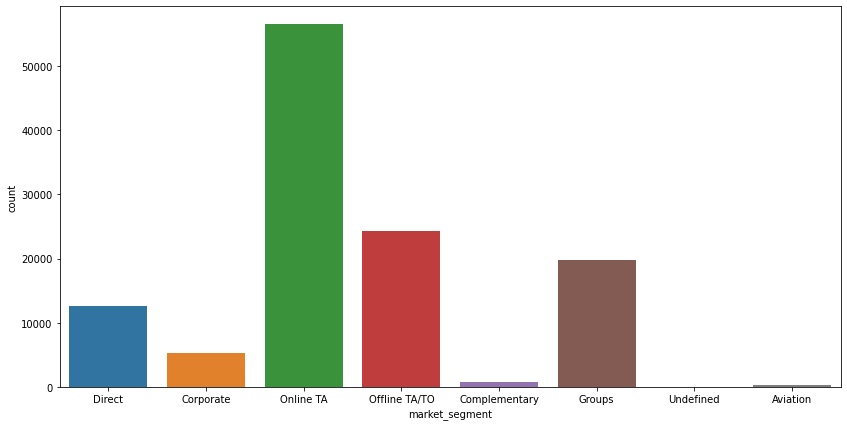 50000
40000
30000
20000
10000
0
count
Direct Corporate Online TA Offline TA/TO Complementary Groups Undefined Aviation
market_segment